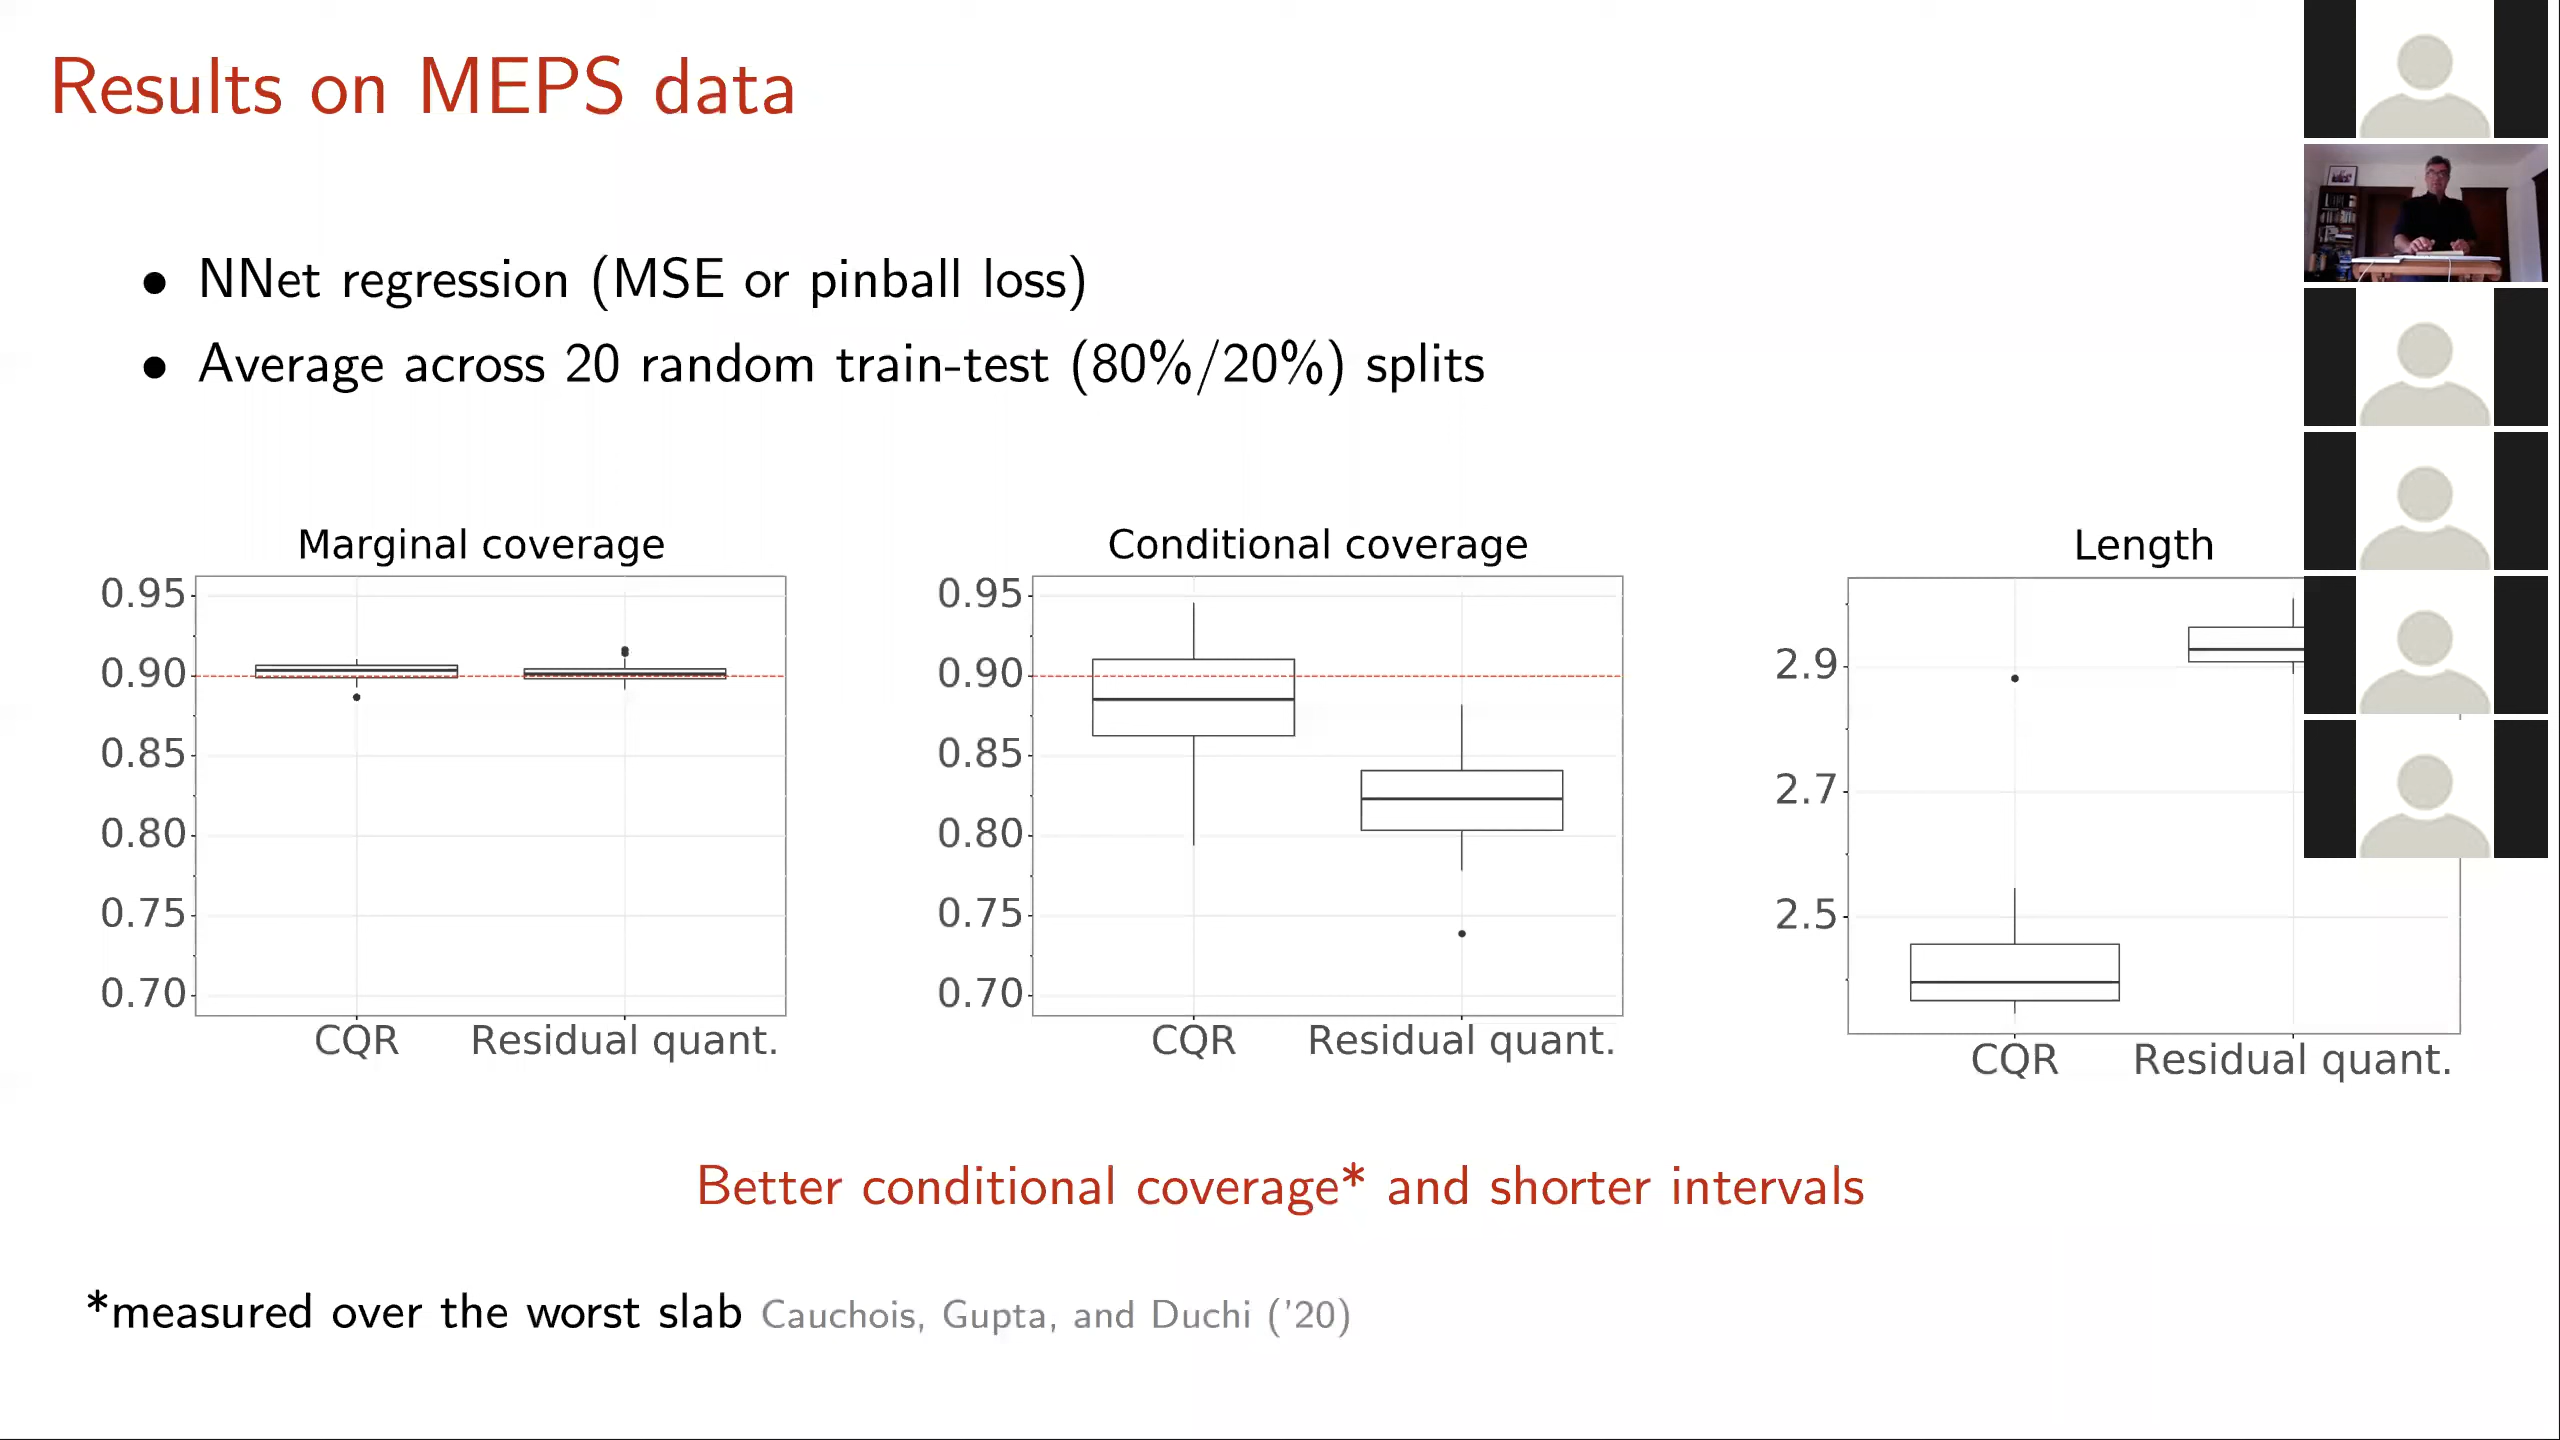 Results on MEPS data
• NNet regression (MSE or pinball loss)
• Average across 20 random train-test (80%/20%) splits
Marginal coverage
0.95
0.90
0.85
0.80
0.75
0.70
CQR Residual quant.
Conditional coverage
0.95
0.90
0.85
0.80
0.75
0.70
CQR Residual quant.
Length
2.9
2.7
2.5
CQR Residual quant.
Better conditional coverage* and shorter intervals
*measured over the worst slab Cauchois, Gupta, and Duchi ('20)